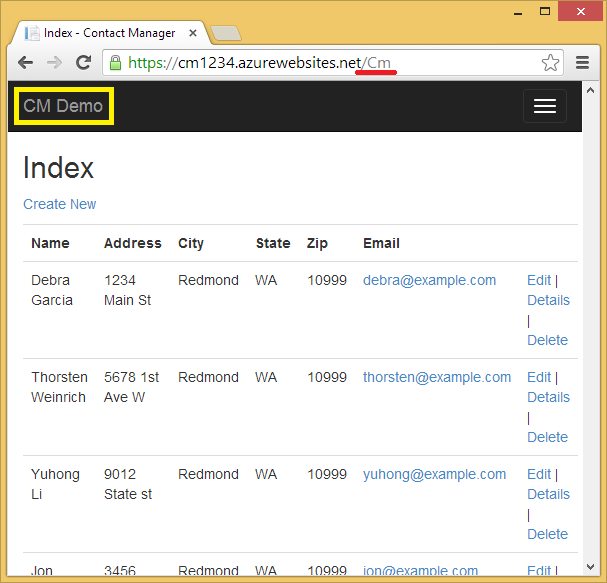 Index - Contact Manager
https://cm1234.azurewebsites.net/Cm
CM Demo
Index
Create New
Name Address City State Zip Email
Debra 1234 Redmond WA 10999 debra@example.com Edit |
Garcia Main St Details
|
Delete
Thorsten 5678 1st Redmond WA 10999 thorsten@example.com Edit |
Weinrich Ave W Details
|
Delete
Yuhong 9012 Redmond WA 10999 yuhong@example.com Edit |
Li State st Details
|
Delete
Jon 3456 Redmond WA 10999 jon@example.com Edit |